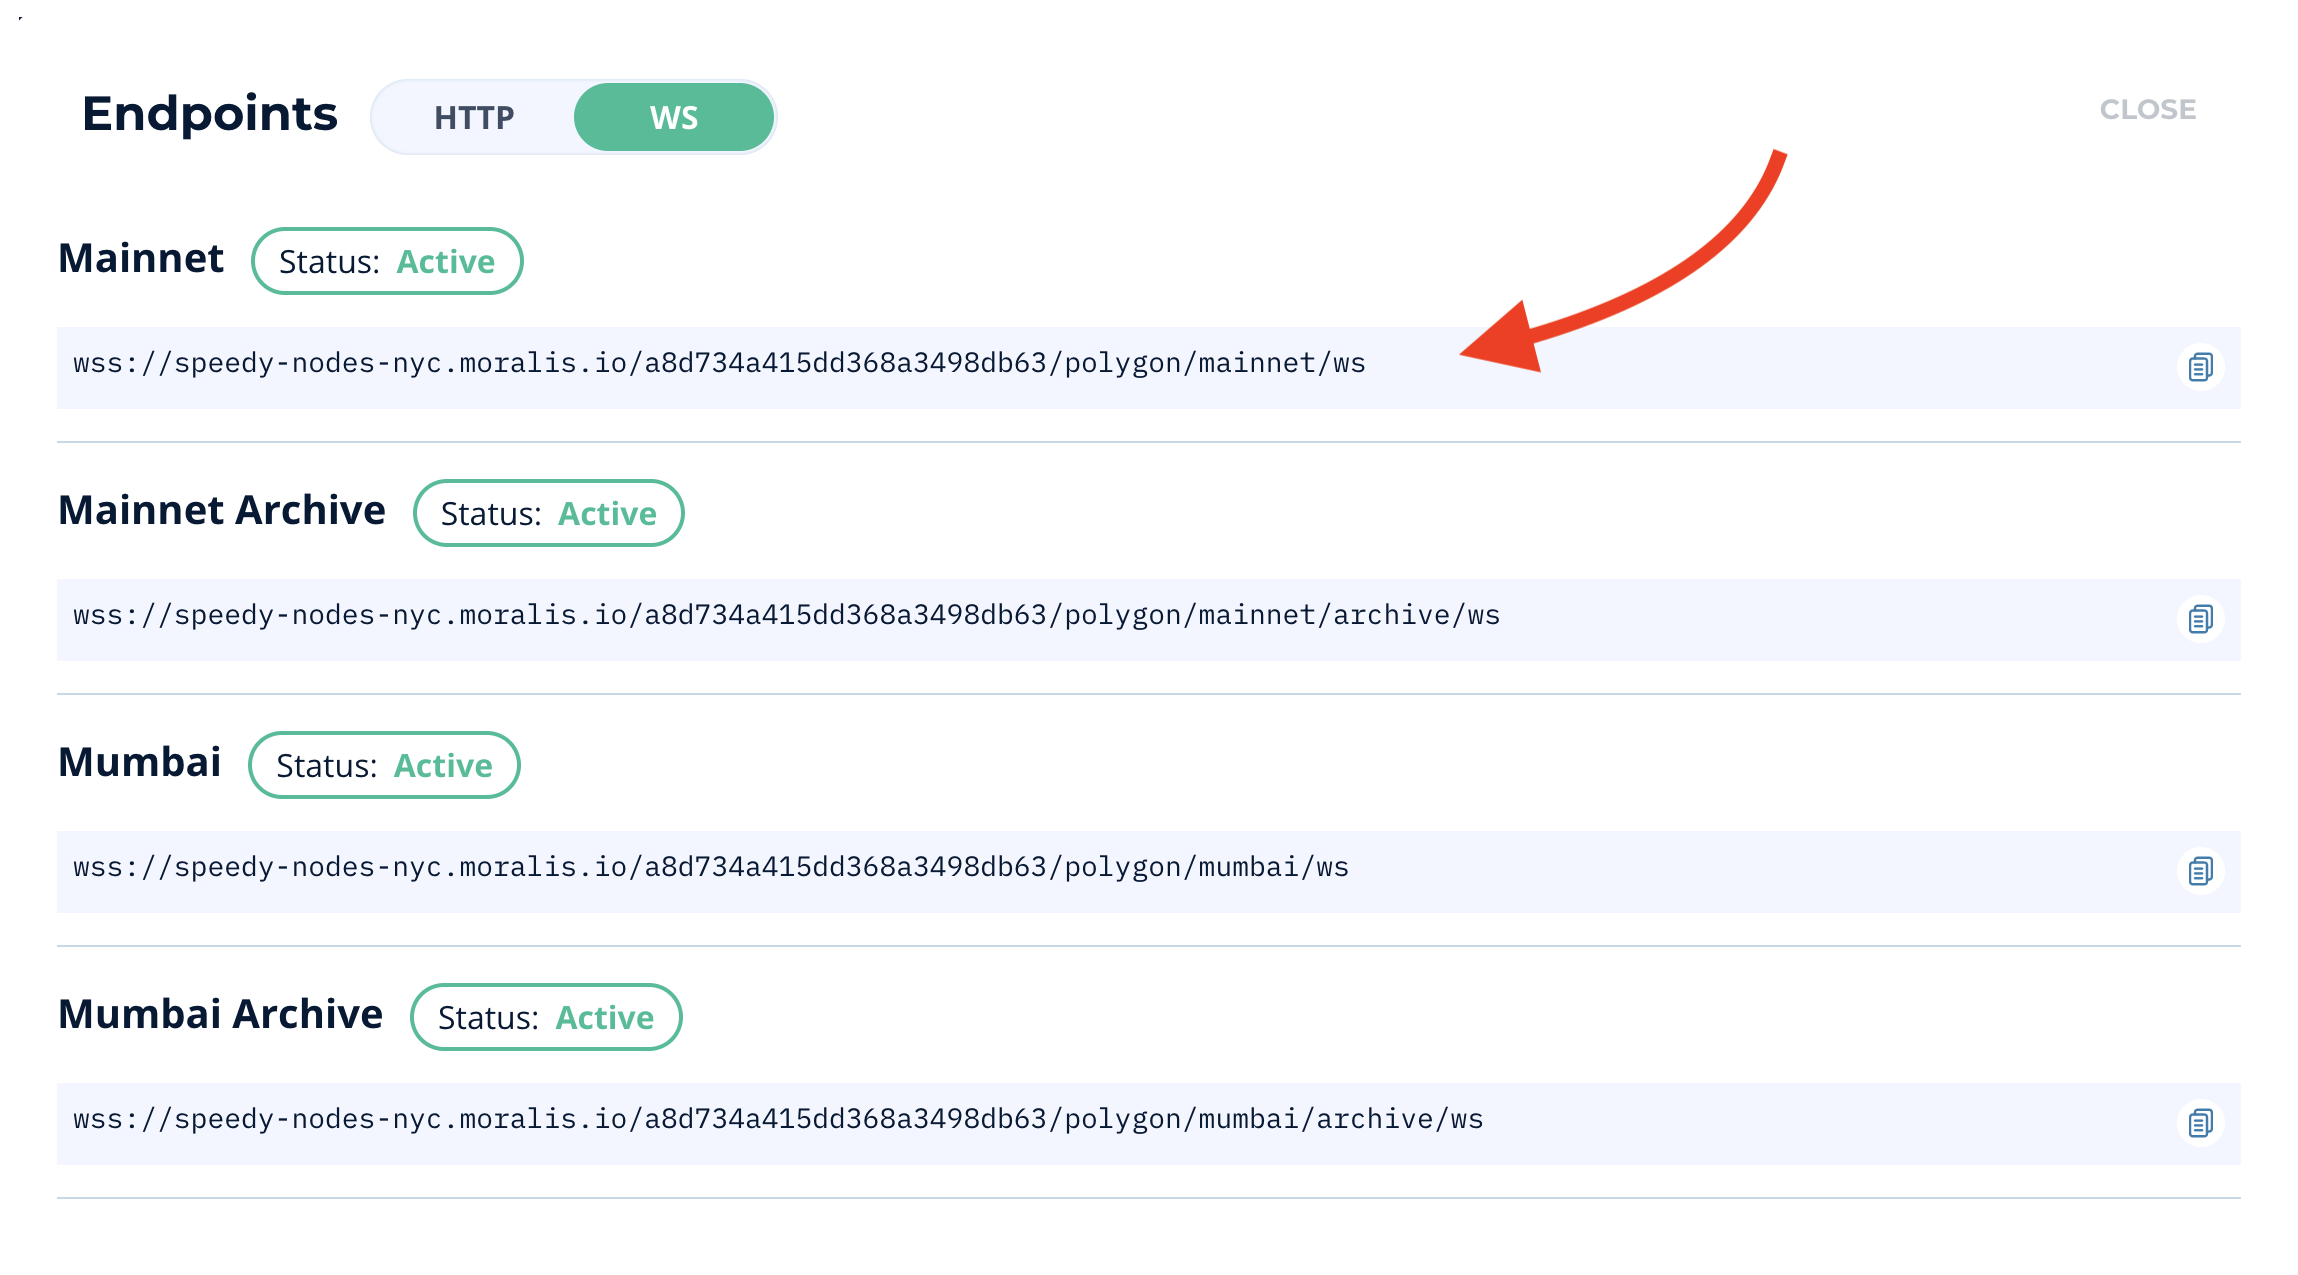 Endpoints HTTP WS CLOSE
Mainnet Status: Active
wss://speedy-nodes-nyc.moralis.io/a8d734a415dd368a3498db63/polygon/mainnet/ws
Mainnet Archive Status: Active
wss://speedy-nodes-nyc.moralis.io/a8d734a415dd368a3498db63/polygon/mainnet/archive/ws
Mumbai Status: Active
wss://speedy-nodes-nyc.moralis.io/a8d734a415dd368a3498db63/polygon/mumbai/ws
Mumbai Archive Status: Active
wss://speedy-nodes-nyc.moralis.io/a8d734a415dd368a3498db63/polygon/mumbai/archive/ws